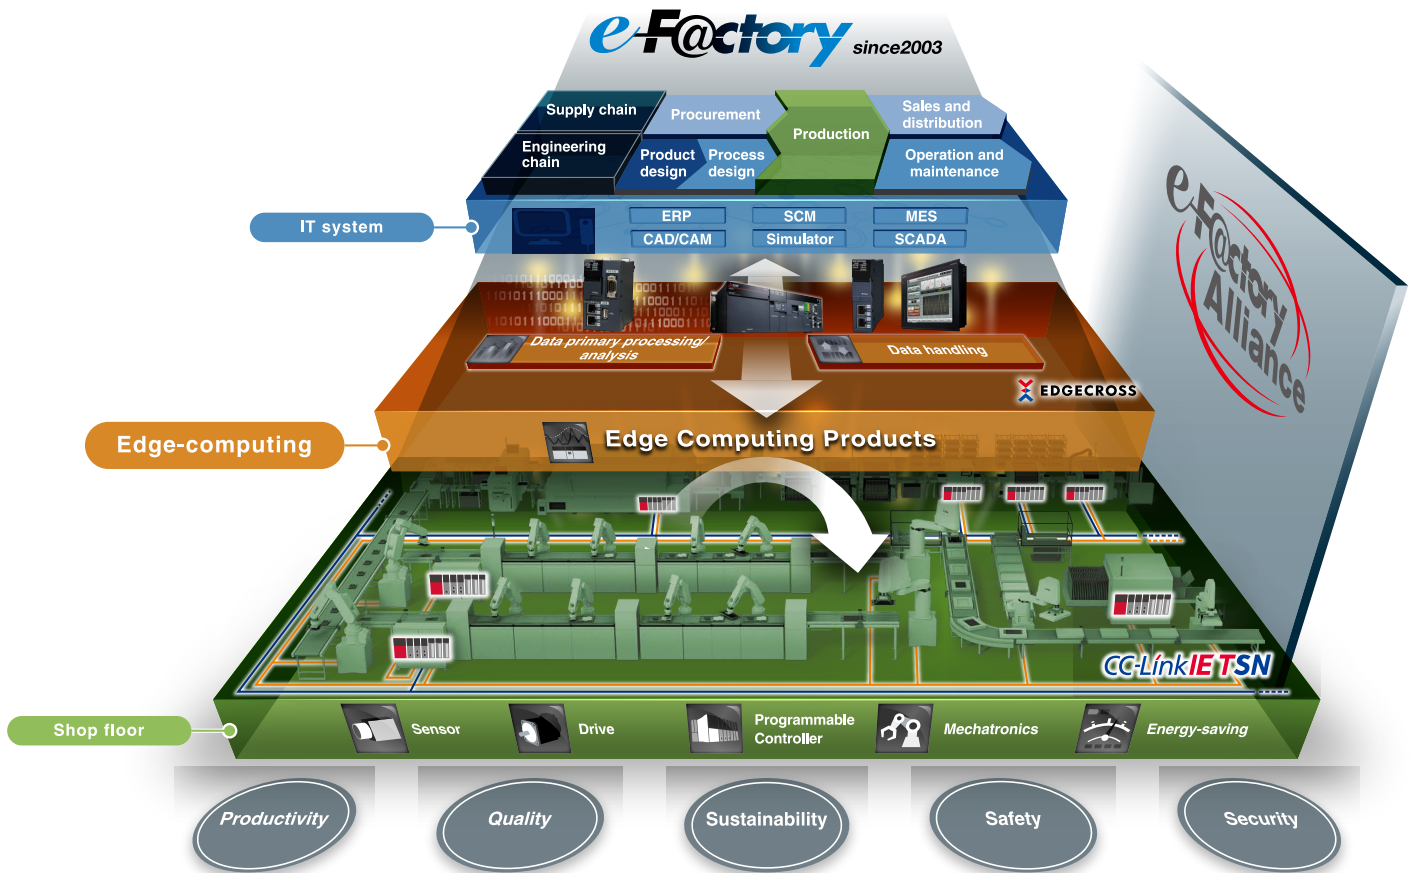 e-F@ctory since2003
Supply chain
Procurement
Production
Sales and
distribution
Engineering
chain
Product
design
Process
design
Operation and
maintenance
IT system
ERP
SCM
MES
CAD/CAM
Simulator
SCADA
Data primary processing/
analysis
Data handling
EDGECROSS
Edge-computing
Edge Computing Products
e-F@ctory
Alliance
CC-Link IE TSN
Shop floor
Sensor
Drive
Programmable
Controller
Mechatronics
Energy-saving
Productivity
Quality
Sustainability
Safety
Security